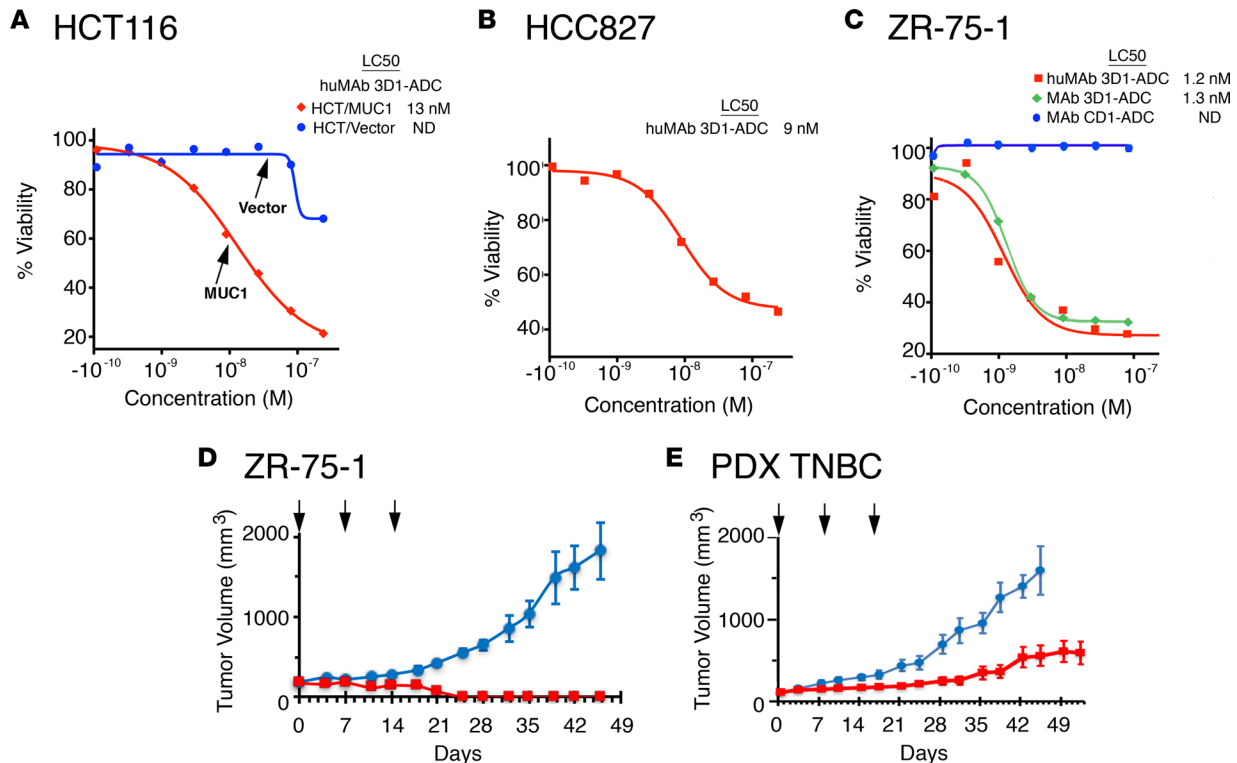 A HCT116
LC50
huMAb 3D1-ADC
HCT/MUC1 13 nM
HCT/Vector ND
100
80
60
40
20
% Viability
Vector
MUC1
-10-10 10-9 10-8 10-7
Concentration (M)
B HCC827
LC50
huMAb 3D1-ADC 9 nM
100
80
60
40
% Viability
-10-10 10-9 10-8 10-7
Concentration (M)
C ZR-75-1
LC50
huMAb 3D1-ADC 1.2 nM
MAb 3D1-ADC 1.3 nM
MAb CD1-ADC ND
100
80
60
40
20
% Viability
-10-10 10-9 10-8 10-7
Concentration (M)
D ZR-75-1
2000
1000
0
Tumor Volume (mm3)
0 7 14 21 28 35 42 49
Days
E PDX TNBC
2000
1000
0
Tumor Volume (mm3)
0 7 14 21 28 35 42 49
Days